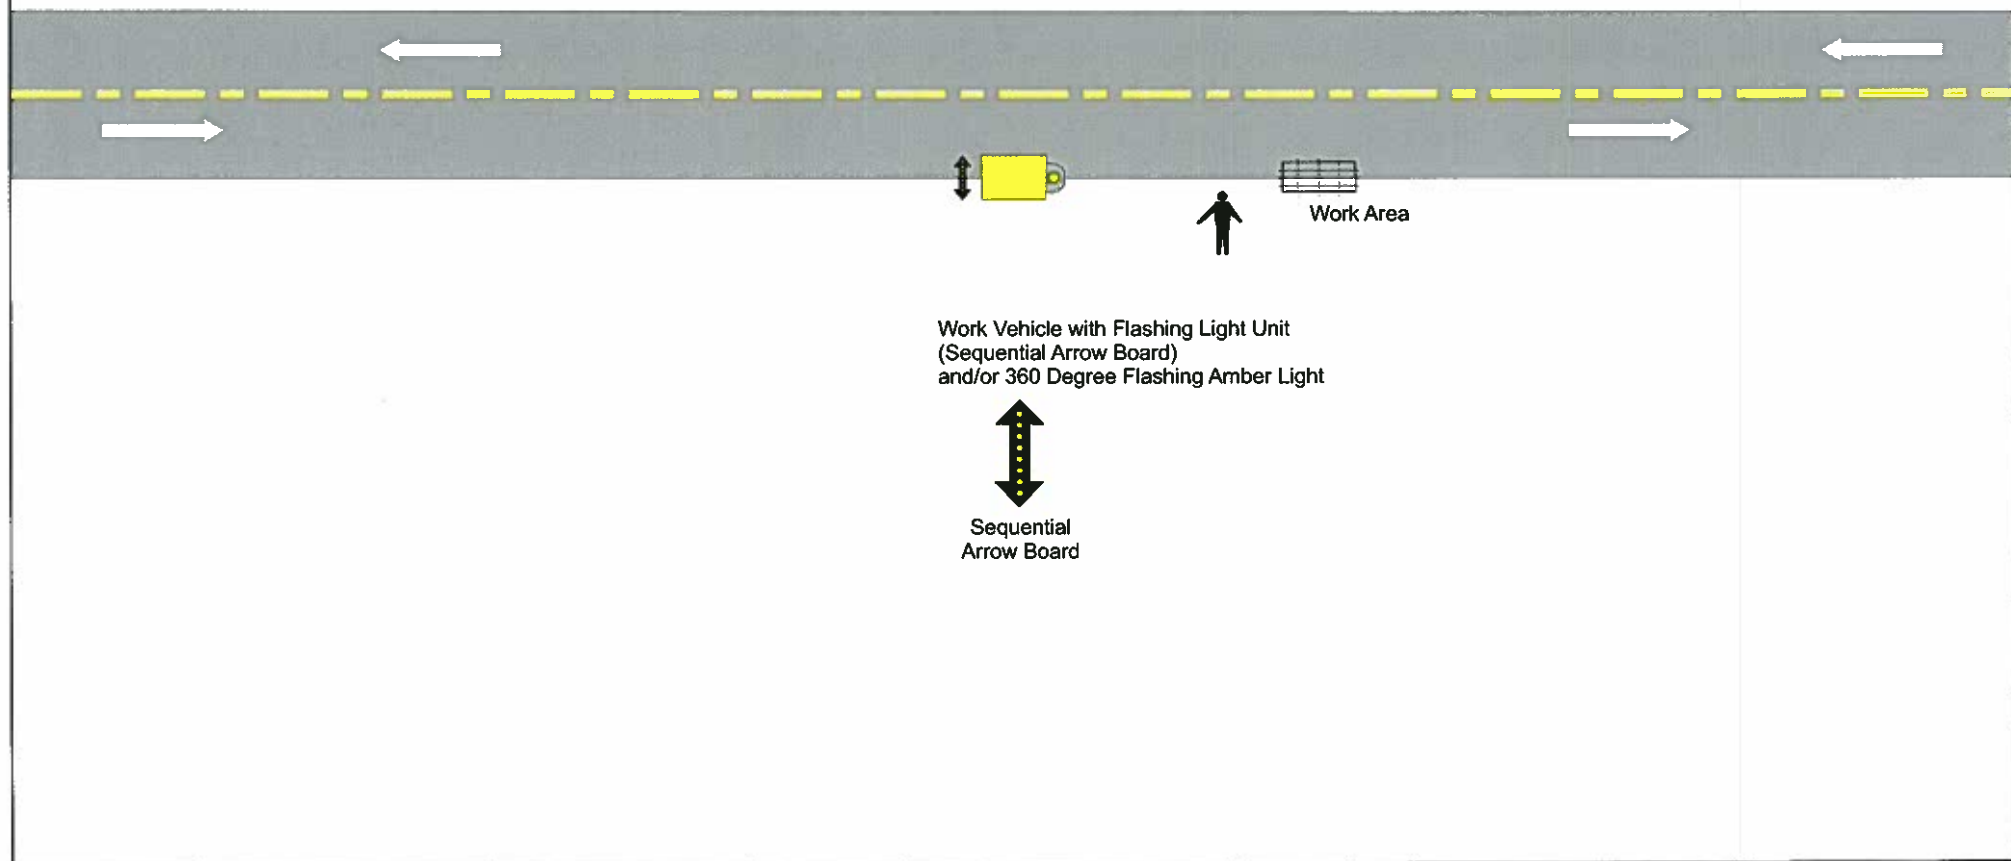 Work Area
Work Vehicle with Flashing Light Unit
(Sequential Arrow Board)
and/or 360 Degree Flashing Amber Light
Sequential
Arrow Board